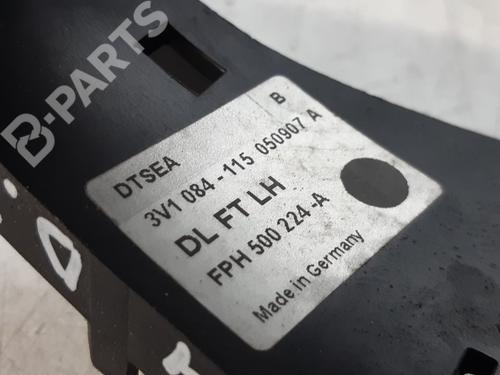 B-PARTS
DTSEA B
3V1 084-115 050907 A
DL FT LH
FPH 500 224-A
Made in Germany